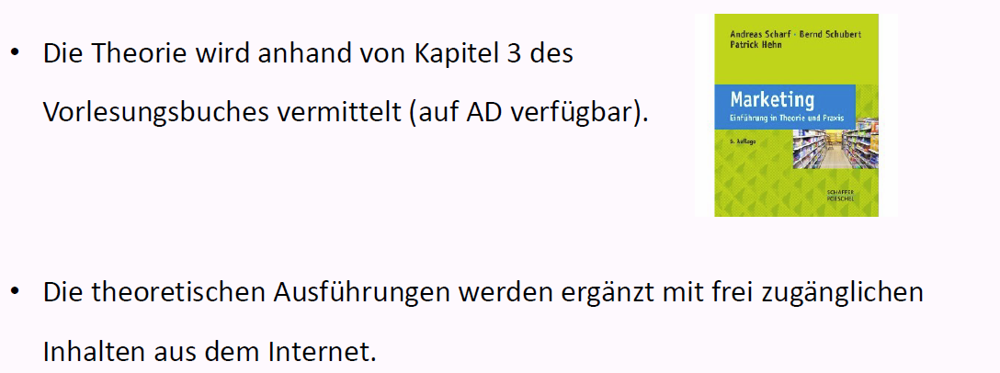 • Die Theorie wird anhand von Kapitel 3 des
Vorlesungsbuches vermittelt (auf AD verfügbar).
Andreas Scharf · Bernd Schubert
Patrick Hehn
Marketing
Einführung in Theorie und Praxis
5. Auflage
SCHÄFFER
POESCHEL
• Die theoretischen Ausführungen werden ergänzt mit frei zugänglichen
Inhalten aus dem Internet.